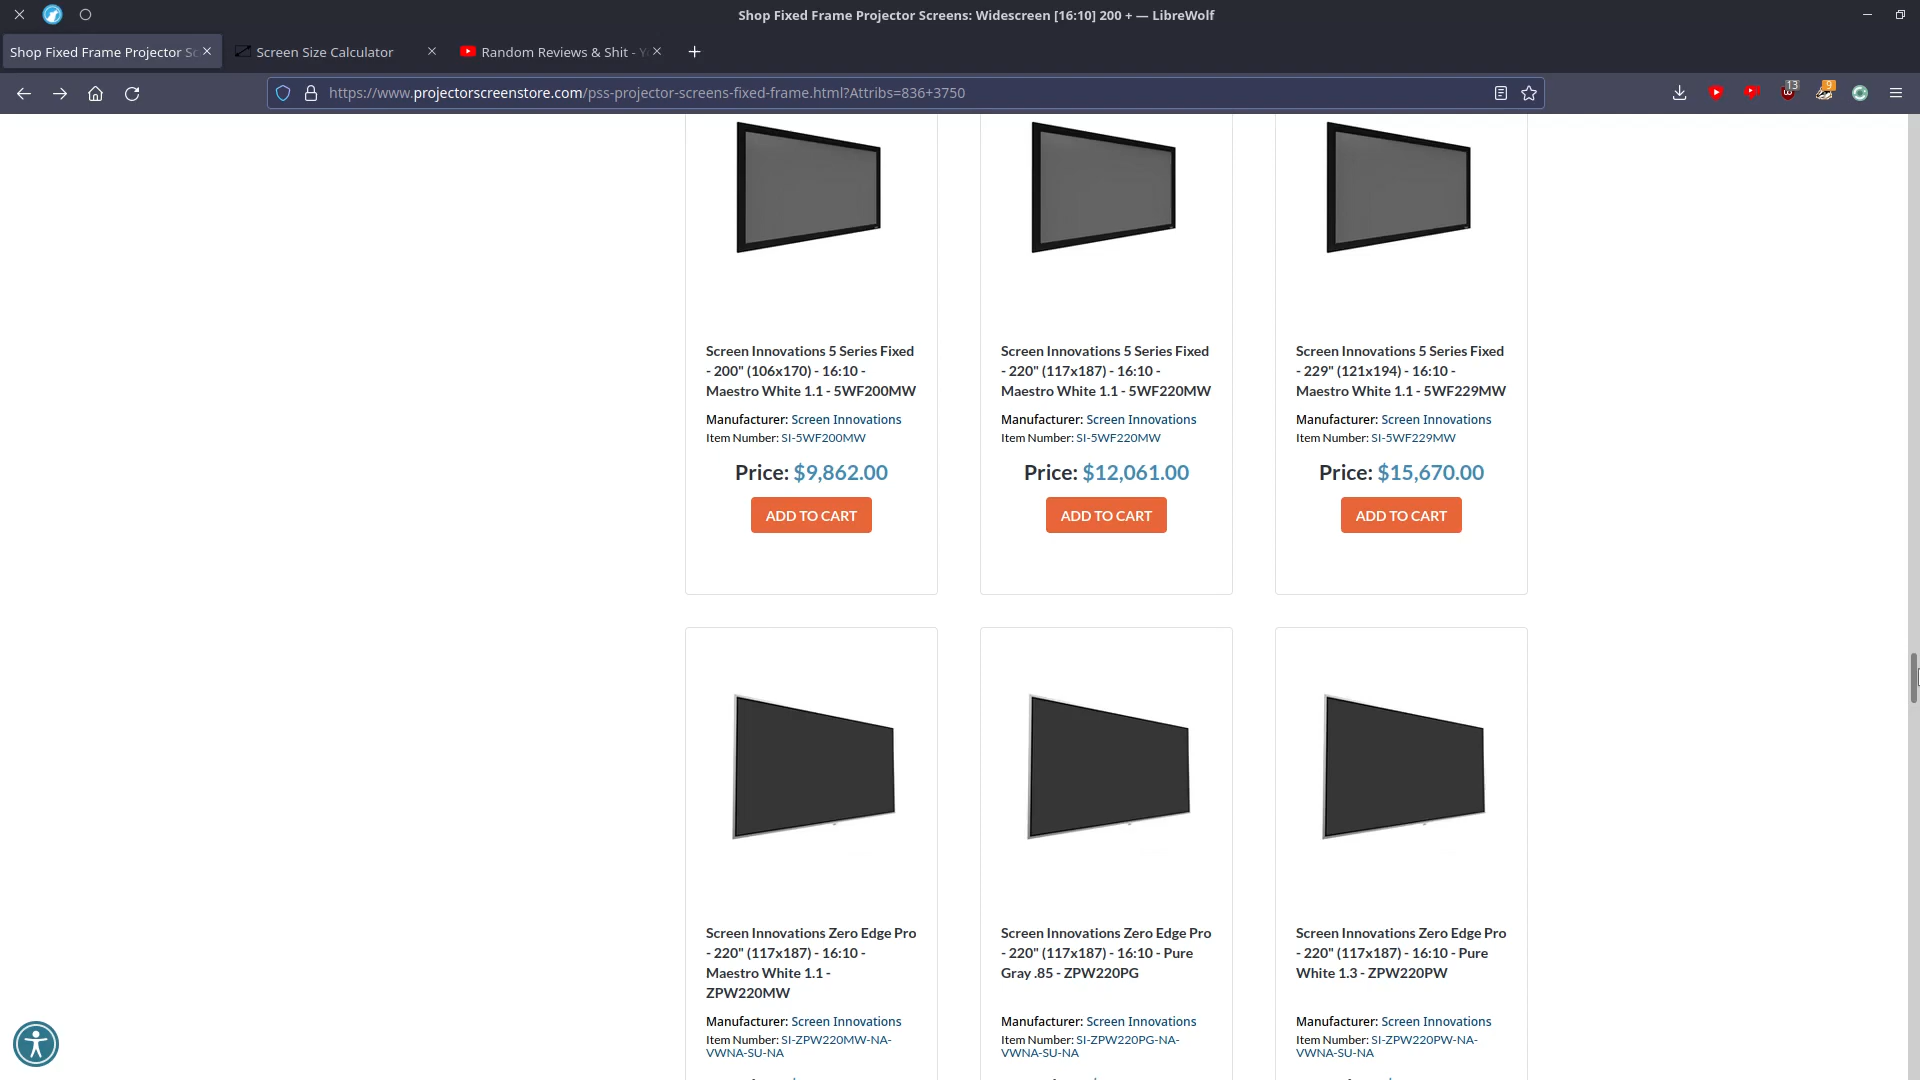 Shop Fixed Frame Projector Screens: Widescreen [16:10] 200 + — LibreWolf
Shop Fixed Frame Projector Sc
Screen Size Calculator
Random Reviews & Shit - Y
https://www.projectorscreenstore.com/pss-projector-screens-fixed-frame.html?Attribs=836+3750
13
9
Screen Innovations 5 Series Fixed
- 200" (106x170) - 16:10 -
Maestro White 1.1 - 5WF200MW
Manufacturer: Screen Innovations
Item Number: SI-5WF200MW
Price: $9,862.00
ADD TO CART
Screen Innovations 5 Series Fixed
- 220" (117x187) - 16:10 -
Maestro White 1.1 - 5WF220MW
Manufacturer: Screen Innovations
Item Number: SI-5WF220MW
Price: $12,061.00
ADD TO CART
Screen Innovations 5 Series Fixed
- 229" (121x194) - 16:10 -
Maestro White 1.1 - 5WF229MW
Manufacturer: Screen Innovations
Item Number: SI-5WF229MW
Price: $15,670.00
ADD TO CART
Screen Innovations Zero Edge Pro
- 220" (117x187) - 16:10 -
Maestro White 1.1 -
ZPW220MW
Manufacturer: Screen Innovations
Item Number: SI-ZPW220MW-NA-
VWNA-SU-NA
Screen Innovations Zero Edge Pro
- 220" (117x187) - 16:10 - Pure
Gray .85 - ZPW220PG
Manufacturer: Screen Innovations
Item Number: SI-ZPW220PG-NA-
VWNA-SU-NA
Screen Innovations Zero Edge Pro
- 220" (117x187) - 16:10 - Pure
White 1.3 - ZPW220PW
Manufacturer: Screen Innovations
Item Number: SI-ZPW220PW-NA-
VWNA-SU-NA